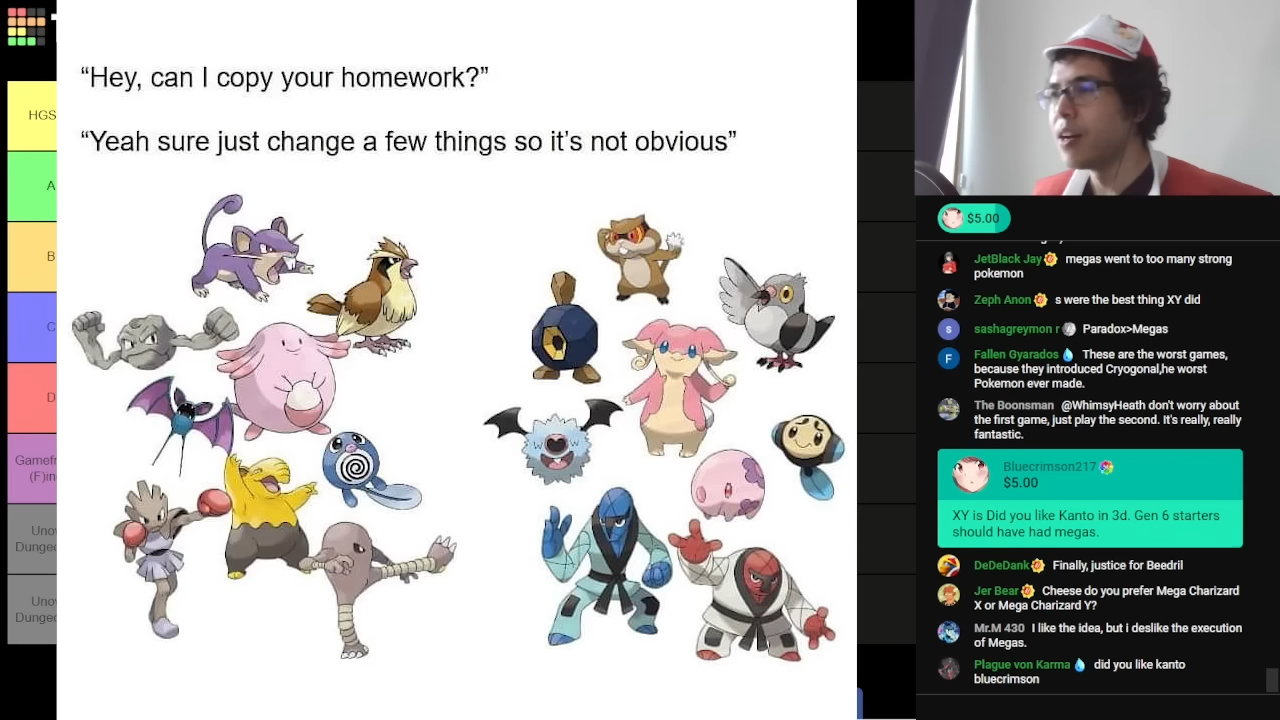 “Hey, can I copy your homework?”
“Yeah sure just change a few things so it’s not obvious”
HGS
A
B
C
D
Gamefr
(F)in
Uno
Dunge
Uno
Dunge
$5.00
JetBlack Jay megas went to too many strong
pokemon
Zeph Anon s were the best thing XY did
sashagreymon r Paradox>Megas
Fallen Gyarados These are the worst games,
because they introduced Cryogonal,he worst
Pokemon ever made.
The Boonsman @WhimsyHeath don't worry about
the first game, just play the second. It's really, really
fantastic.
Bluecrimson217
$5.00
XY is Did you like Kanto in 3d. Gen 6 starters
should have had megas.
DeDeDank Finally, justice for Beedril
Jer Bear Cheese do you prefer Mega Charizard
X or Mega Charizard Y?
Mr.M 430 I like the idea, but i deslike the execution
of Megas.
Plague von Karma did you like kanto
bluecrimson